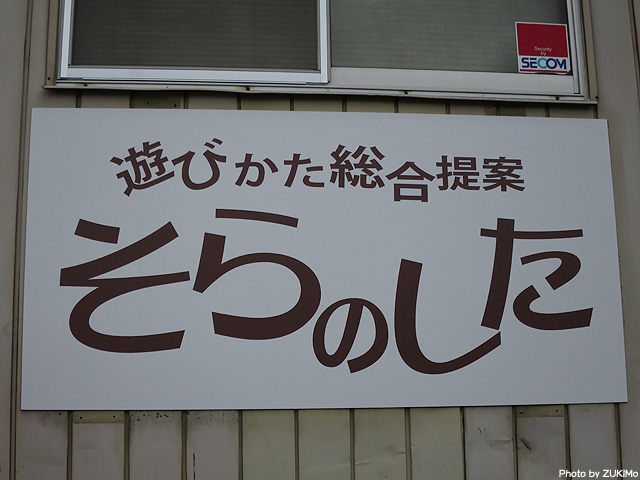 Security
by
SECOM
遊びかた総合提案
そらのした
Photo by ZUKIMo